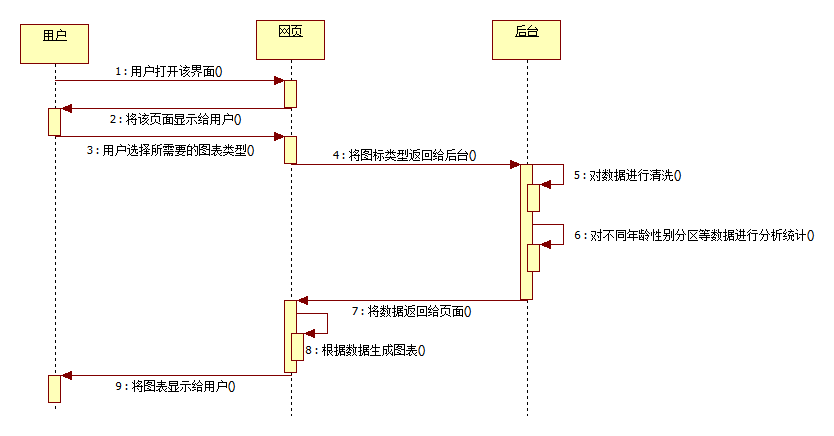 用户
网页
后台
1 : 用户打开该界面()
2 : 将该页面显示给用户()
3 : 用户选择所需要的图表类型()
4 : 将图标类型返回给后台()
5 : 对数据进行清洗()
6 : 对不同年龄性别分区等数据进行分析统计()
7 : 将数据返回给页面()
8 : 根据数据生成图表()
9 : 将图表显示给用户()